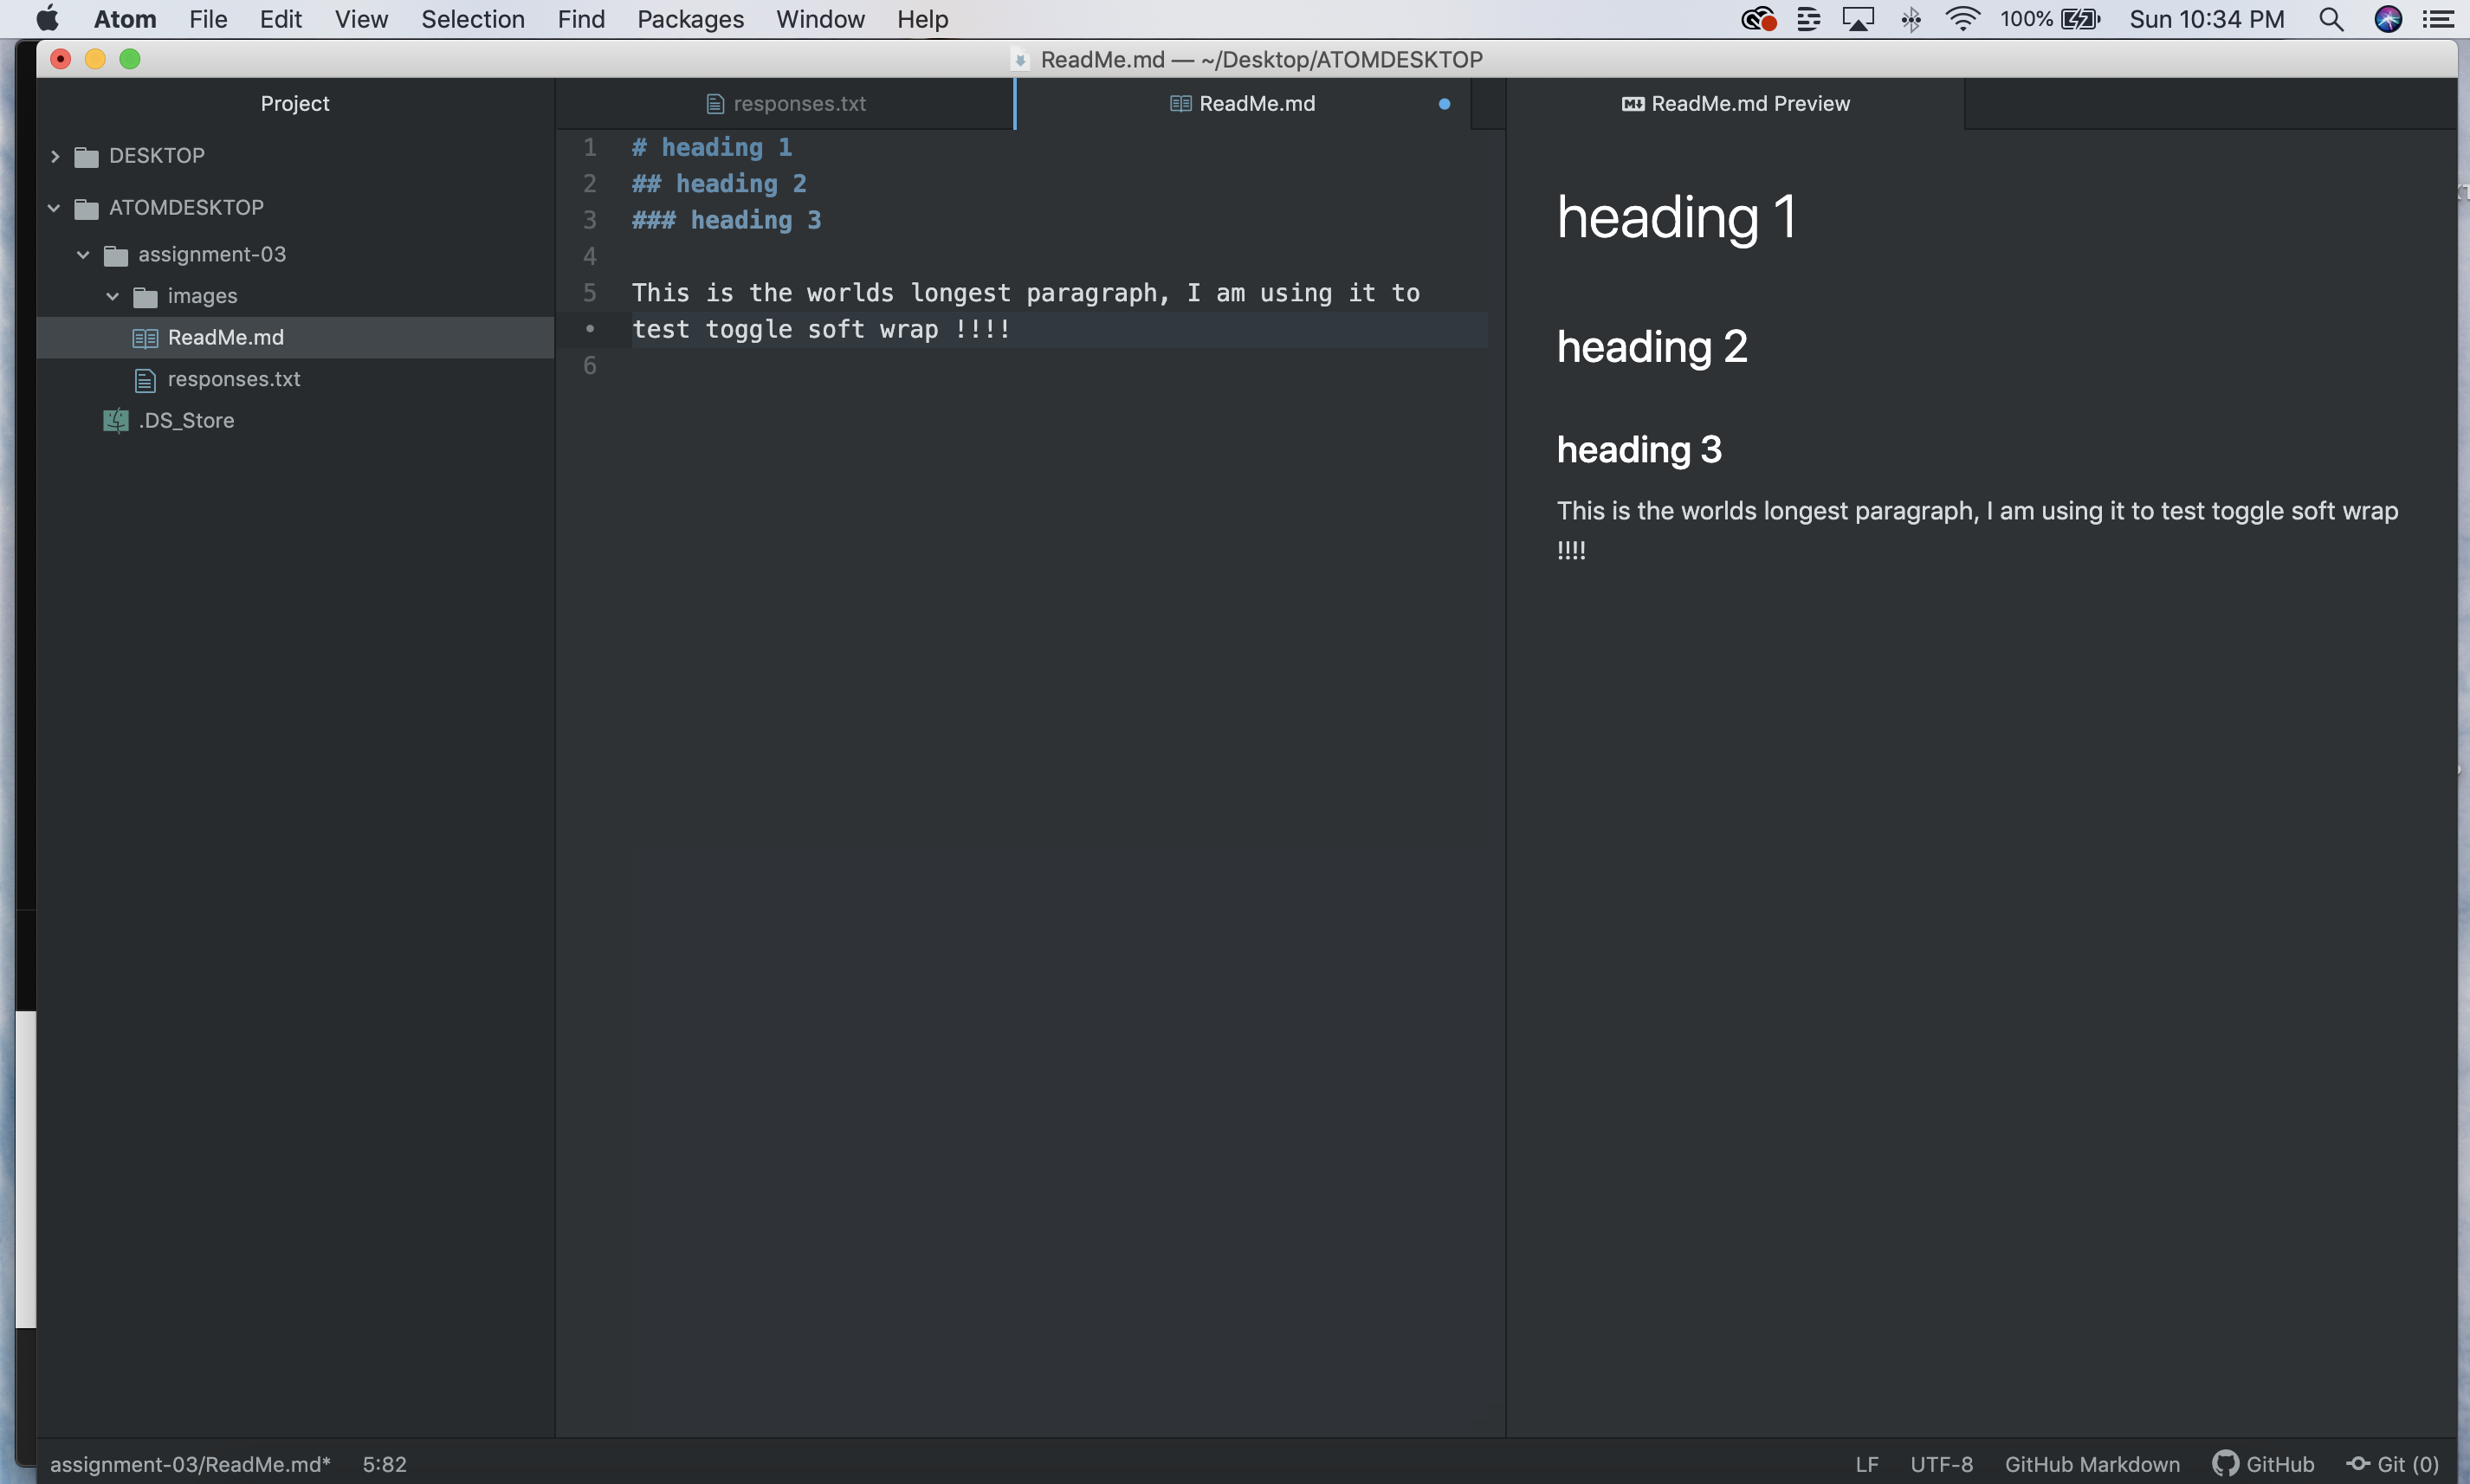 Atom File Edit View Selection Find Packages Window Help 100% Sun 10:34 PM
ReadMe.md — ~/Desktop/ATOMDESKTOP
Project
DESKTOP
ATOMDESKTOP
assignment-03
images
ReadMe.md
responses.txt
.DS_Store
responses.txt ReadMe.md
1 # heading 1
2 ## heading 2
3 ### heading 3
4
5 This is the worlds longest paragraph, I am using it to
• test toggle soft wrap !!!!
6
ReadMe.md Preview
heading 1
heading 2
heading 3
This is the worlds longest paragraph, I am using it to test toggle soft wrap
!!!!
assignment-03/ReadMe.md* 5:82 LF UTF-8 GitHub Markdown GitHub Git (0)